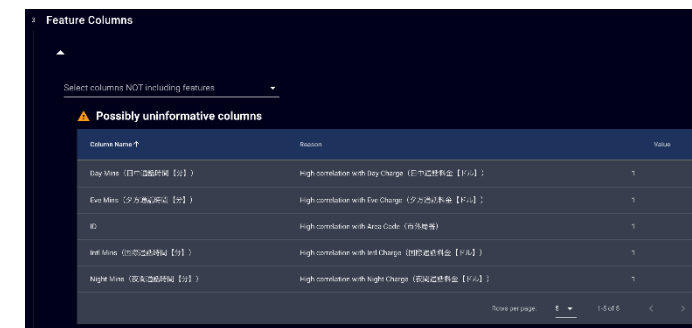 3 Feature Columns
Select columns NOT including features
Possibly uninformative columns
Column Name ↑ Reason Value
Day Mins（日中通話時間【分】） High correlation with Day Charge（日中通話料金【ドル】） 1
Eve Mins（夕方通話時間【分】） High correlation with Eve Charge（夕方通話料金【ドル】） 1
ID High correlation with Area Code（市外局番） 1
Intl Mins（国際通話時間【分】） High correlation with Intl Charge（国際通話料金【ドル】） 1
Night Mins（夜間通話時間【分】） High correlation with Night Charge（夜間通話料金【ドル】） 1
Rows per page: 5 1-5 of 5